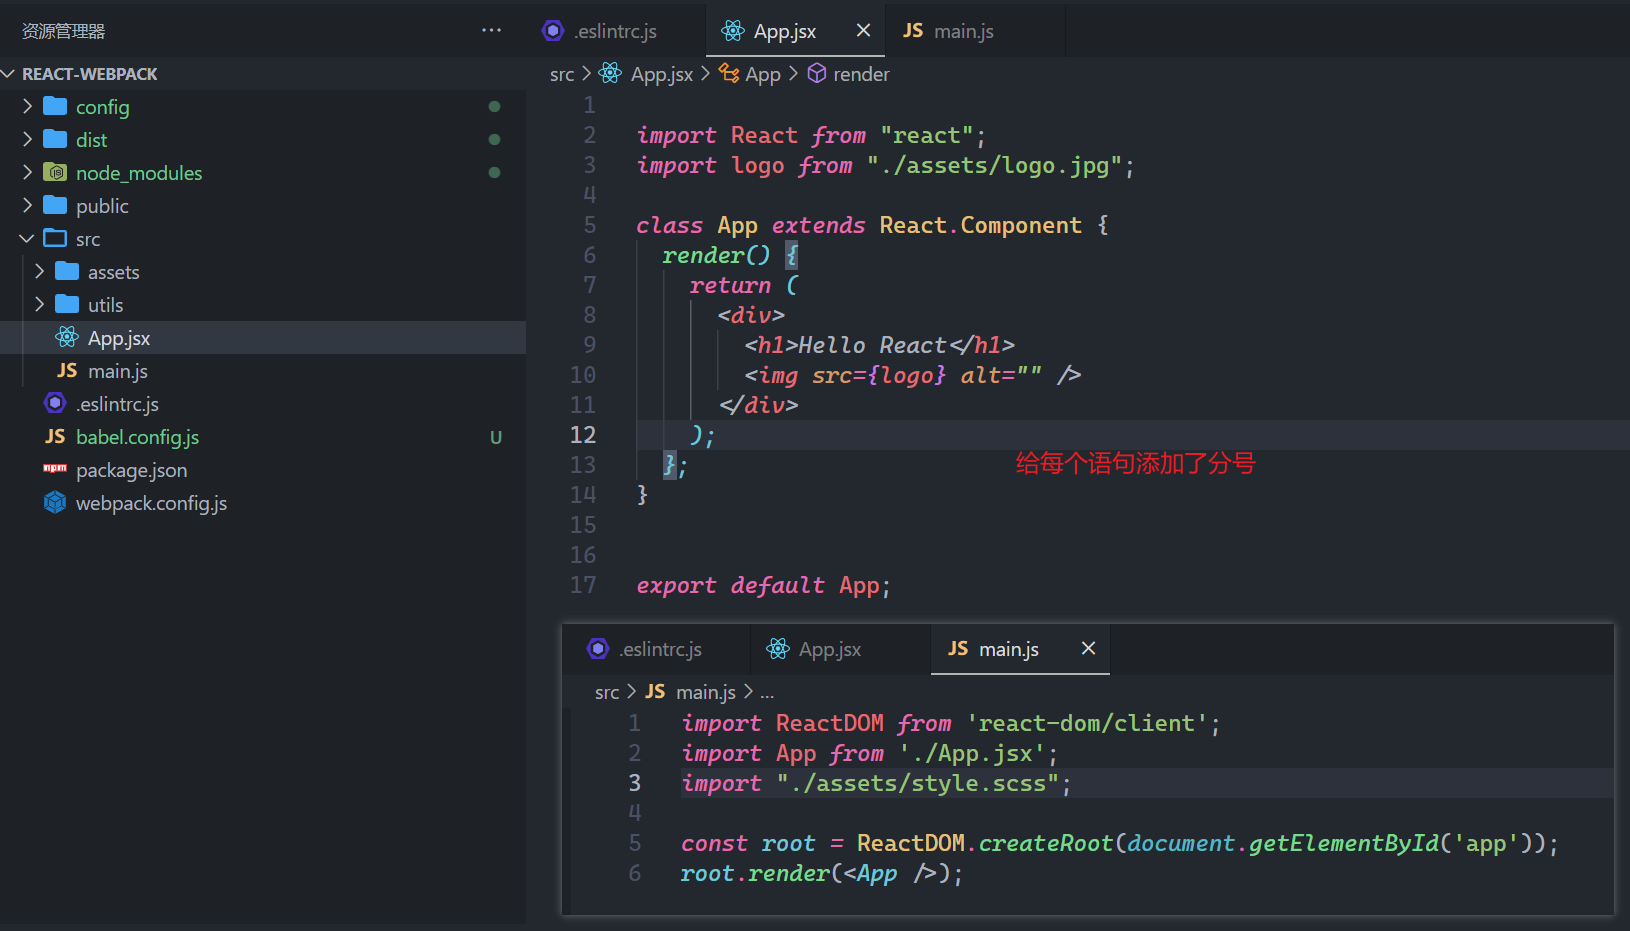 资源管理器 ···
REACT-WEBPACK
config
dist
node_modules
public
src
assets
utils
App.jsx
JS main.js
.eslintrc.js
JS babel.config.js U
npm package.json
webpack.config.js
.eslintrc.js App.jsx × JS main.js
src > App.jsx > App > render
1
2 import React from "react";
3 import logo from "./assets/logo.jpg";
4
5 class App extends React.Component {
6 render() {
7 return (
8 <div>
9 <h1>Hello React</h1>
10 <img src={logo} alt="" />
11 </div>
12 );
13 };
给每个语句添加了分号
14 }
15
16
17 export default App;
.eslintrc.js App.jsx JS main.js ×
src > JS main.js > ...
1 import ReactDOM from 'react-dom/client';
2 import App from './App.jsx';
3 import "./assets/style.scss";
4
5 const root = ReactDOM.createRoot(document.getElementById('app'));
6 root.render(<App />);